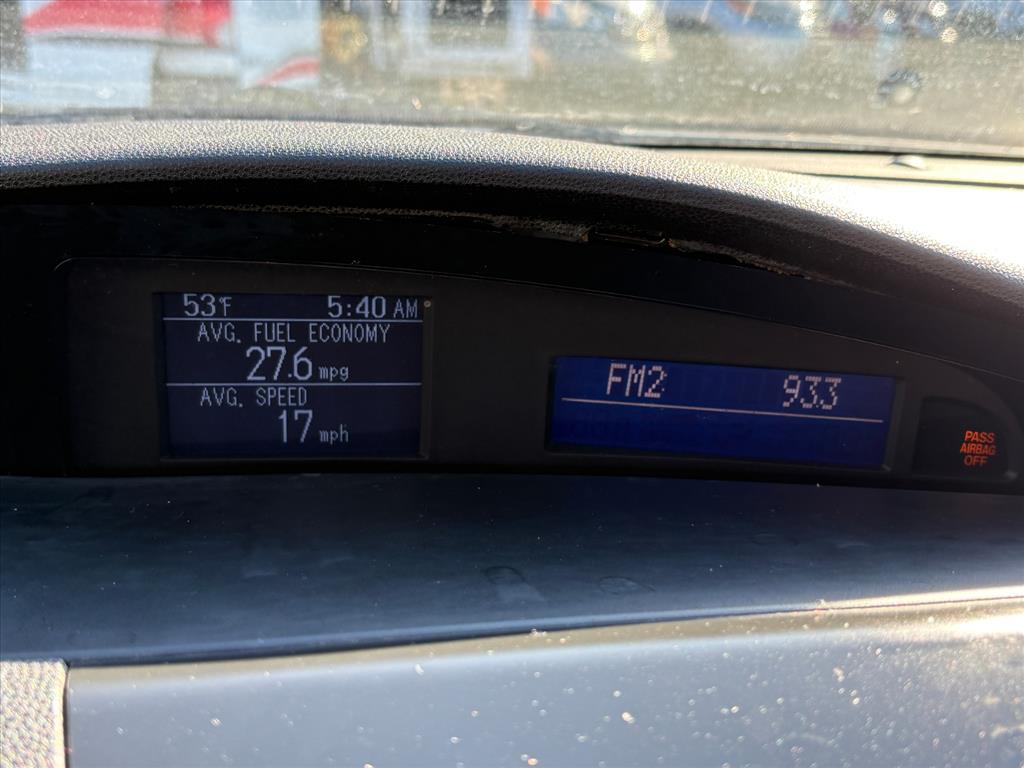 53°F 5:40 AM
AVG. FUEL ECONOMY
27.6 mpg
AVG. SPEED
17 mph
FM2 93.3
PASS
AIRBAG
OFF